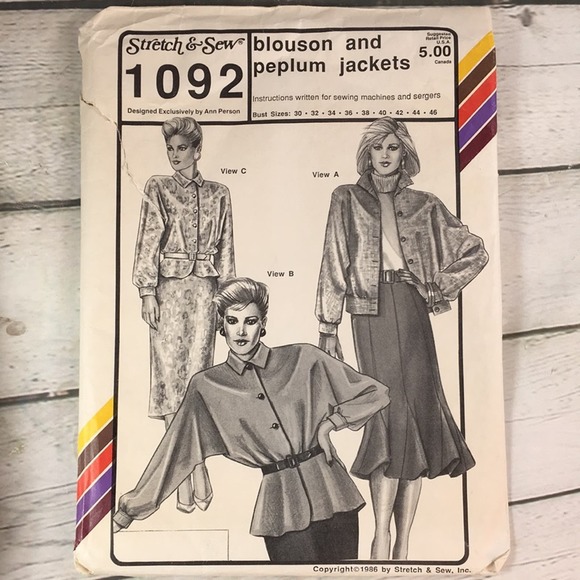 Stretch & Sew®
1092
Designed Exclusively by Ann Person
blouson and
peplum jackets
Suggested
Retail Price
U.S.A.
5.00
Canada
Instructions written for sewing machines and sergers
Bust Sizes: 30 • 32 • 34 • 36 • 38 • 40 • 42 • 44 • 46
View C
View A
View B
Copyright©1986 by Stretch & Sew, Inc.